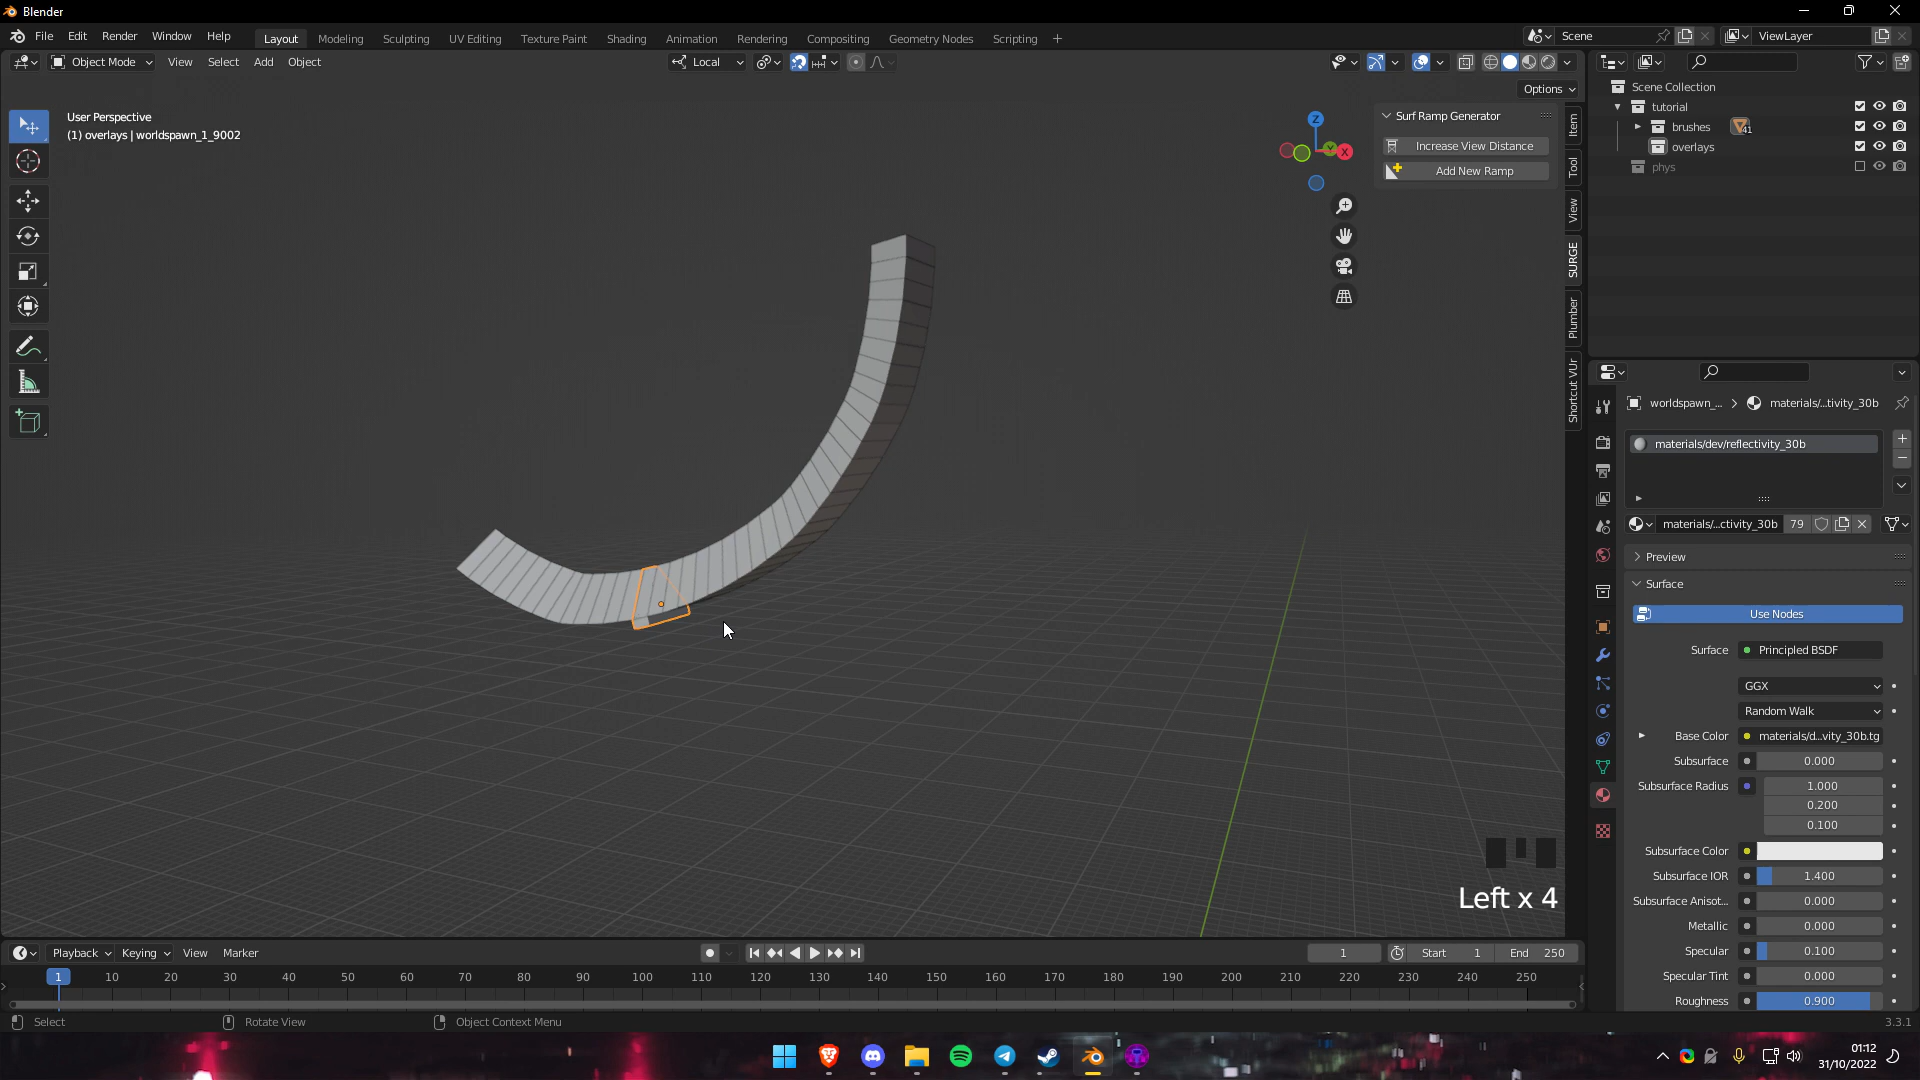 Blender
File Edit Render Window Help
Layout Modeling Sculpting UV Editing Texture Paint Shading Animation Rendering Compositing Geometry Nodes Scripting
Scene
ViewLayer
Object Mode View Select Add Object
Local
Options
User Perspective
(1) overlays | worldspawn_1_9002
Z
Y
X
Surf Ramp Generator
Increase View Distance
Add New Ramp
Item
Tool
View
SURGE
Plumber
Shortcut VUr
Scene Collection
tutorial
brushes 41
overlays
phys
worldspawn_... materials/...tivity_30b
materials/dev/reflectivity_30b
materials/...ctivity_30b 79
Preview
Surface
Use Nodes
Surface Principled BSDF
GGX
Random Walk
Base Color materials/d...vity_30b.tg
Subsurface 0.000
Subsurface Radius 1.000
0.200
0.100
Subsurface Color
Subsurface IOR 1.400
Subsurface Anisot... 0.000
Metallic 0.000
Specular 0.100
Specular Tint 0.000
Roughness 0.900
Left x 4
Playback Keying View Marker
1 Start 1 End 250
1 10 20 30 40 50 60 70 80 90 100 110 120 130 140 150 160 170 180 190 200 210 220 230 240 250
Select Rotate View Object Context Menu
3.3.1
01:12
31/10/2022